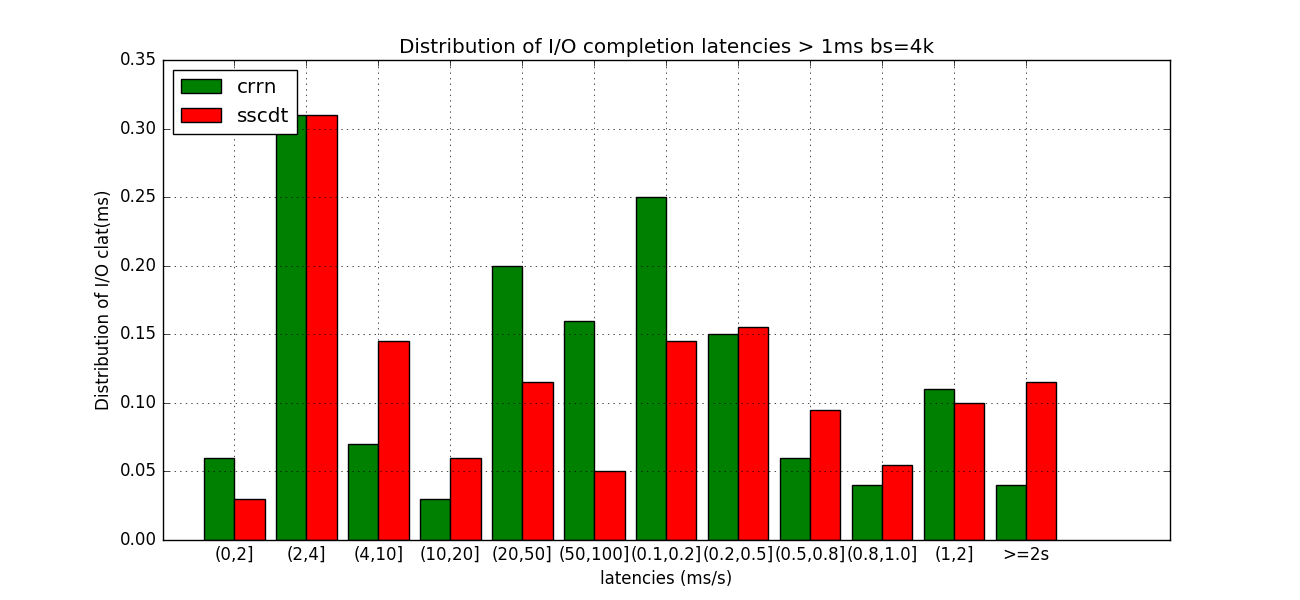 Distribution of I/O completion latencies > 1ms bs=4k
crrn
sscdt
Distribution of I/O clat(ms)
0.35
0.30
0.25
0.20
0.15
0.10
0.05
0.00
(0,2] (2,4] (4,10] (10,20] (20,50] (50,100] (0.1,0.2] (0.2,0.5] (0.5,0.8] (0.8,1.0] (1,2] >=2s
latencies (ms/s)